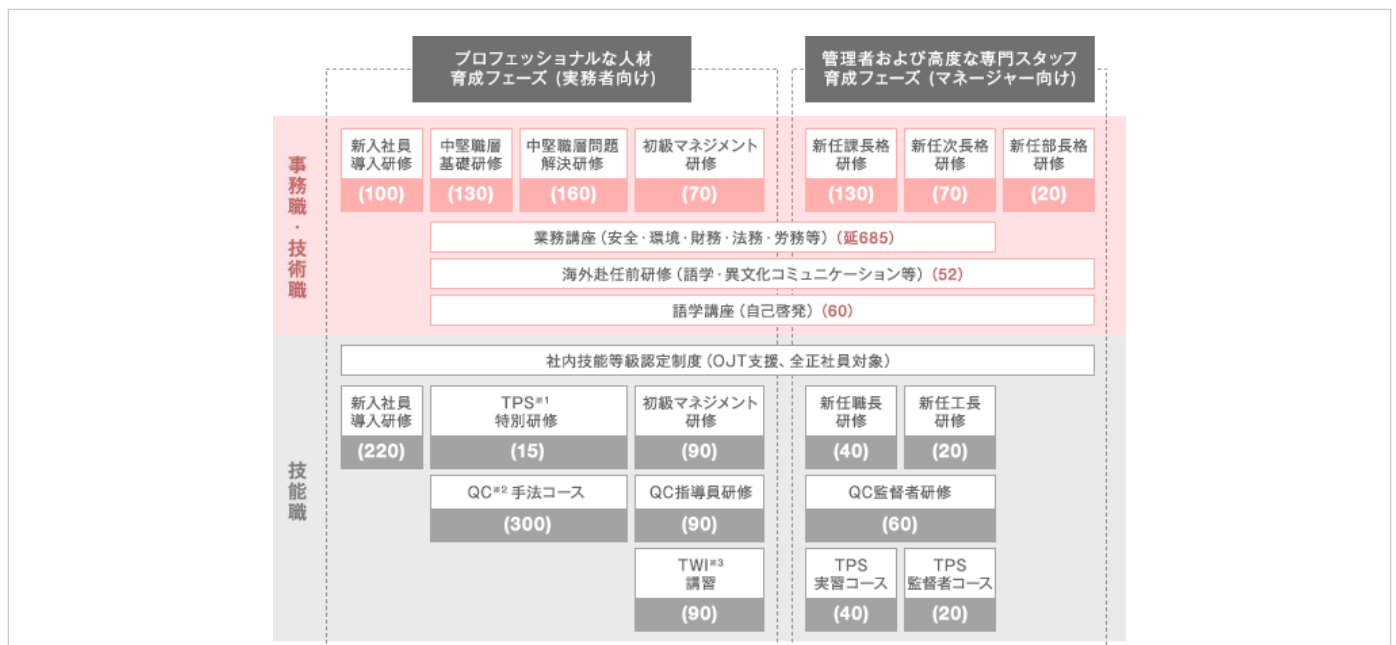 プロフェッショナルな人材
育成フェーズ (実務者向け)
管理者および高度な専門スタッフ
育成フェーズ (マネージャー向け)
事務職・技術職
新入社員
導入研修
(100)
中堅職層
基礎研修
(130)
中堅職層問題
解決研修
(160)
初級マネジメント
研修
(70)
新任課長格
研修
(130)
新任次長格
研修
(70)
新任部長格
研修
(20)
業務講座（安全・環境・財務・法務・労務等）(延685)
海外赴任前研修（語学・異文化コミュニケーション等）(52)
語学講座（自己啓発）(60)
技能職
社内技能等級認定制度（OJT支援、全正社員対象）
新入社員
導入研修
(220)
TPS※1
特別研修
(15)
初級マネジメント
研修
(90)
新任職長
研修
(40)
新任工長
研修
(20)
QC※2 手法コース
(300)
QC指導員研修
(90)
QC監督者研修
(60)
TWI※3
講習
(90)
TPS
実習コース
(40)
TPS
監督者コース
(20)